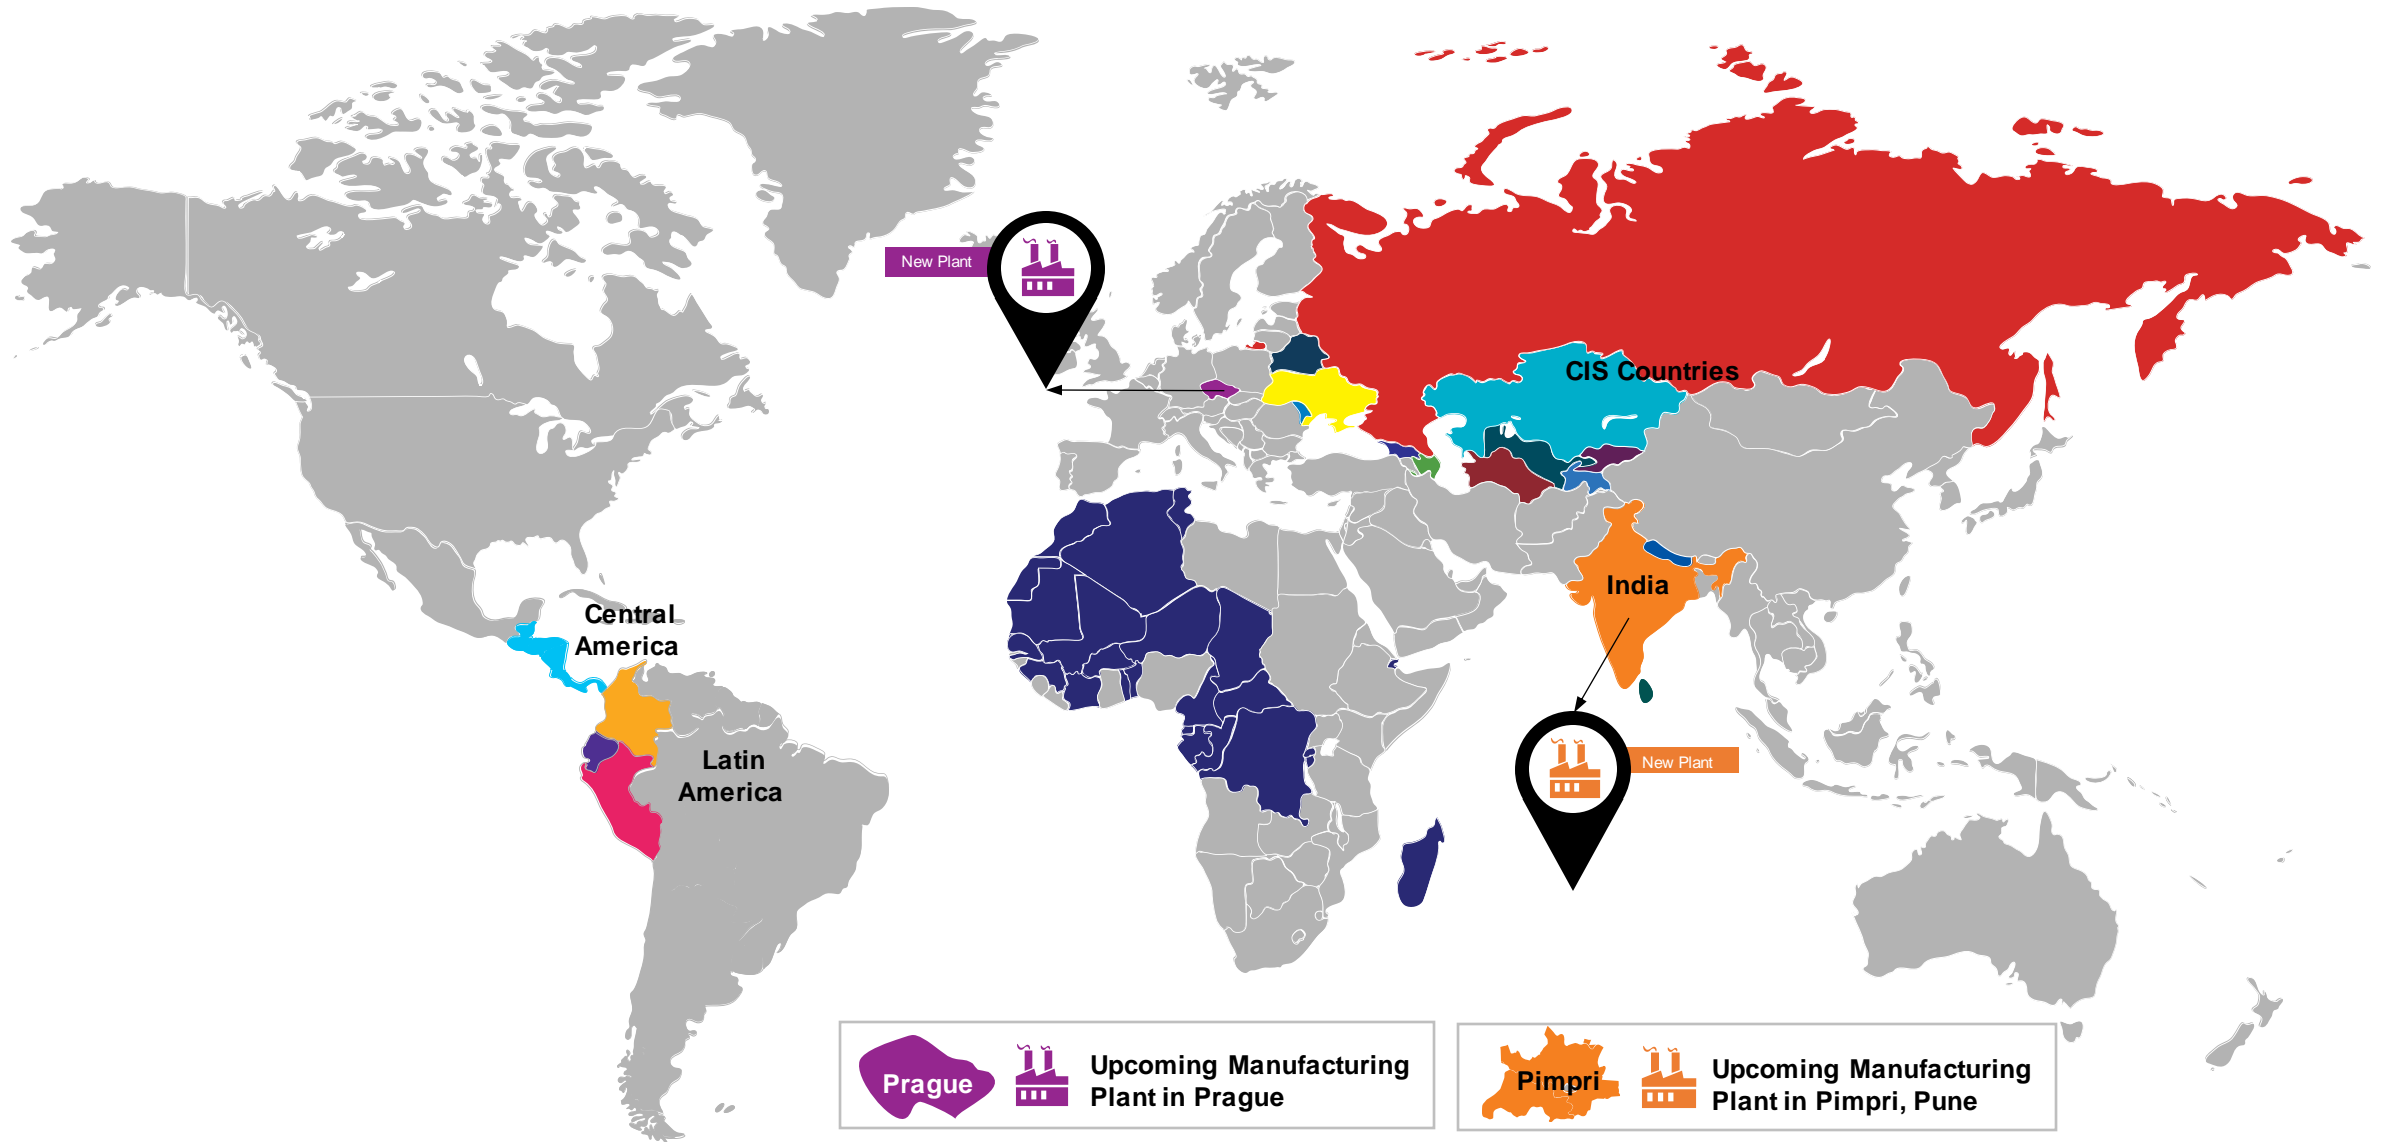 New Plant
CIS Countries
India
Central
America
Latin
America
New Plant
Prague
Upcoming Manufacturing
Plant in Prague
Pimpri
Upcoming Manufacturing
Plant in Pimpri, Pune